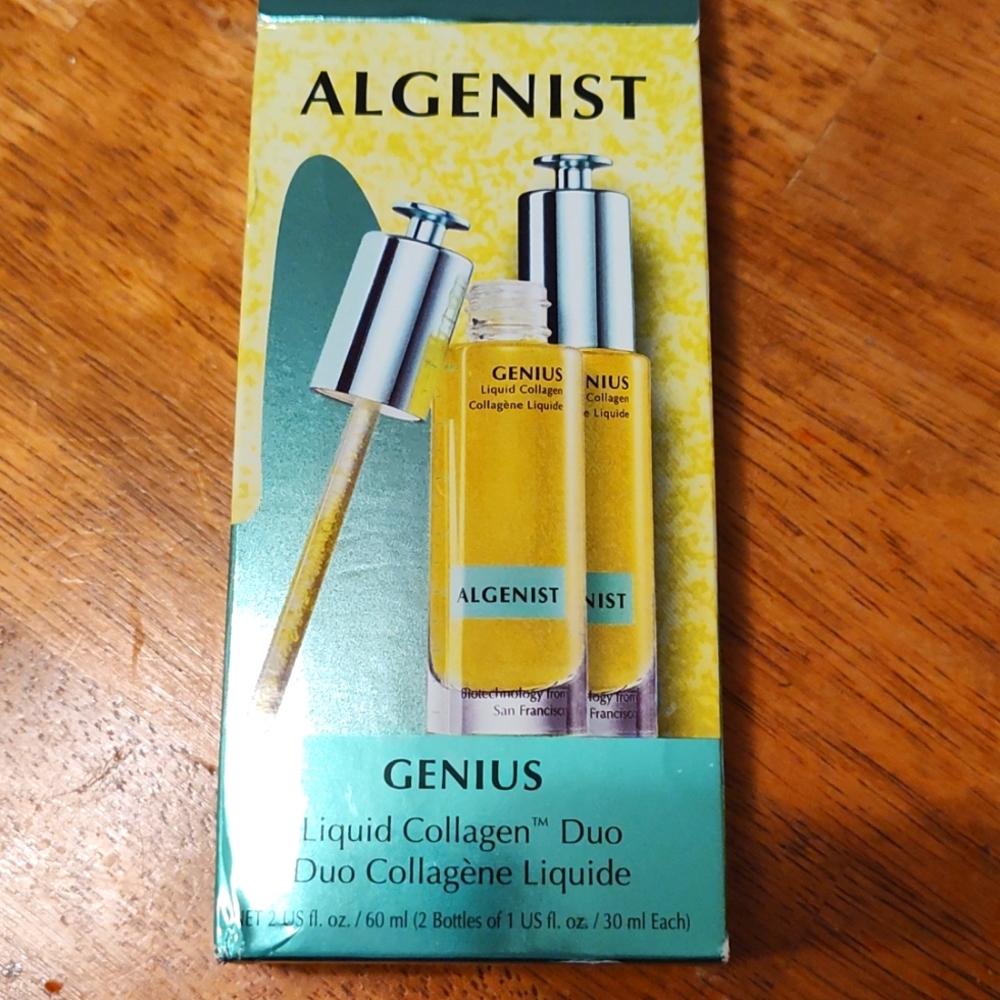 ALGENIST
GENIUS
Liquid Collagen
Collagène Liquide
NIUS
Collagen
e Liquide
ALGENIST
NIST
Biotechnology from
San Francisco
logy from
Francisco
GENIUS
Liquid Collagen™ Duo
Duo Collagène Liquide
NET 2 US fl. oz. / 60 ml (2 Bottles of 1 US fl. oz. / 30 ml Each)